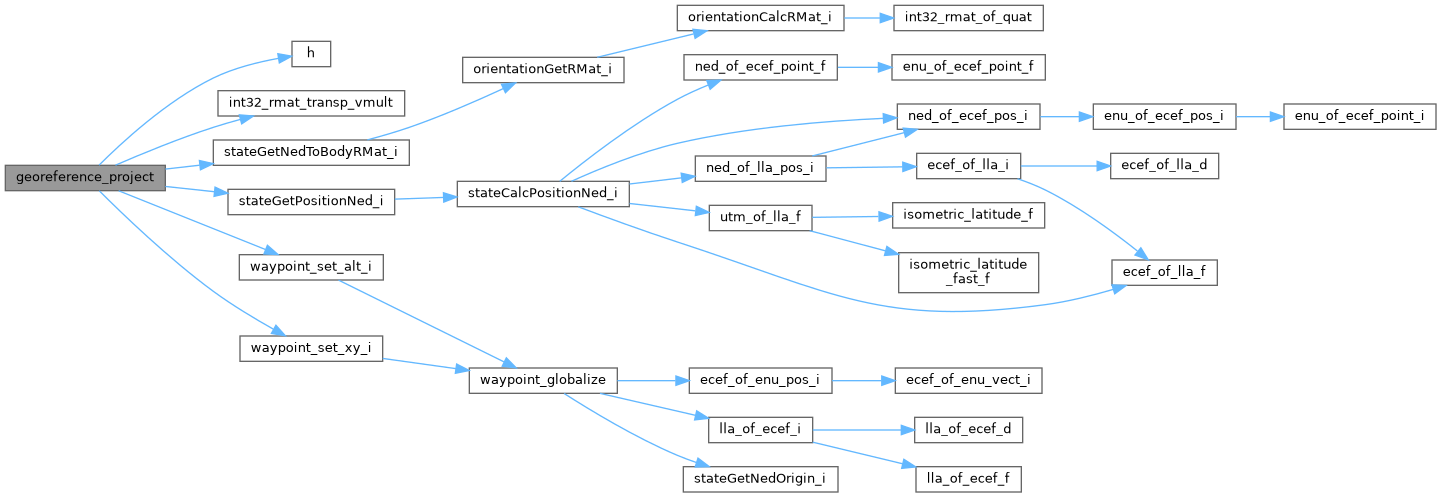 georeference_project
h
int32_rmat_transp_vmult
stateGetNedToBodyRMat_i
orientationGetRMat_i
orientationCalcRMat_i
int32_rmat_of_quat
stateGetPositionNed_i
stateCalcPositionNed_i
ned_of_ecef_point_f
enu_of_ecef_point_f
ned_of_ecef_pos_i
enu_of_ecef_pos_i
enu_of_ecef_point_i
ned_of_lla_pos_i
ecef_of_lla_i
ecef_of_lla_d
ecef_of_lla_f
utm_of_lla_f
isometric_latitude_f
isometric_latitude
_fast_f
waypoint_set_alt_i
waypoint_set_xy_i
waypoint_globalize
ecef_of_enu_pos_i
ecef_of_enu_vect_i
lla_of_ecef_i
lla_of_ecef_d
lla_of_ecef_f
stateGetNedOrigin_i